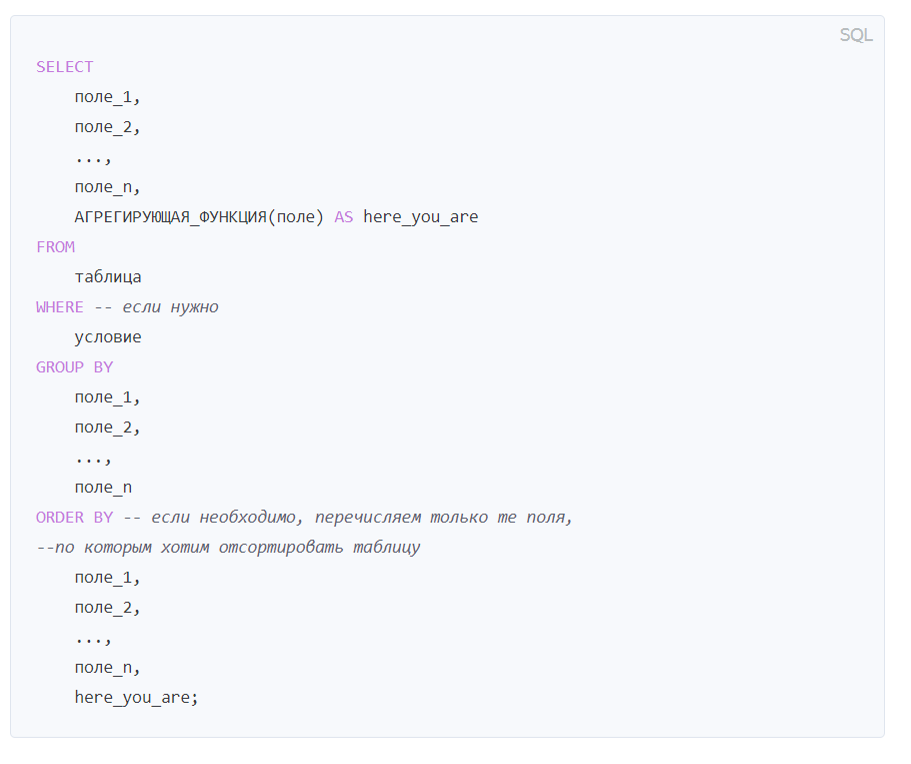 SQL
SELECT
поле_1,
поле_2,
...,
поле_n,
АГРЕГИРУЮЩАЯ_ФУНКЦИЯ(поле) AS here_you_are
FROM
таблица
WHERE -- если нужно
условие
GROUP BY
поле_1,
поле_2,
...,
поле_n
ORDER BY -- если необходимо, перечисляем только те поля,
--по которым хотим отсортировать таблицу
поле_1,
поле_2,
...,
поле_n,
here_you_are;